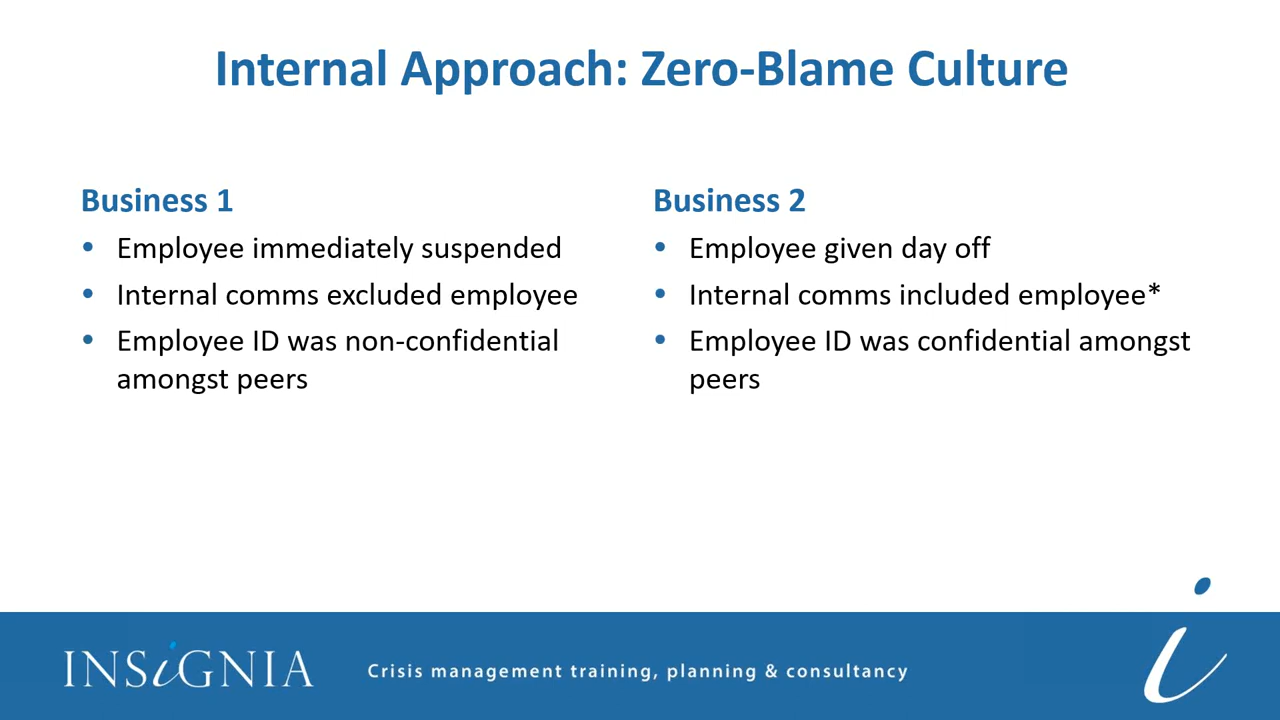 Internal Approach: Zero-Blame Culture
Business 1
• Employee immediately suspended
• Internal comms excluded employee
• Employee ID was non-confidential
amongst peers
Business 2
• Employee given day off
• Internal comms included employee*
• Employee ID was confidential amongst
peers
INSiGNIA
Crisis management training, planning & consultancy
i